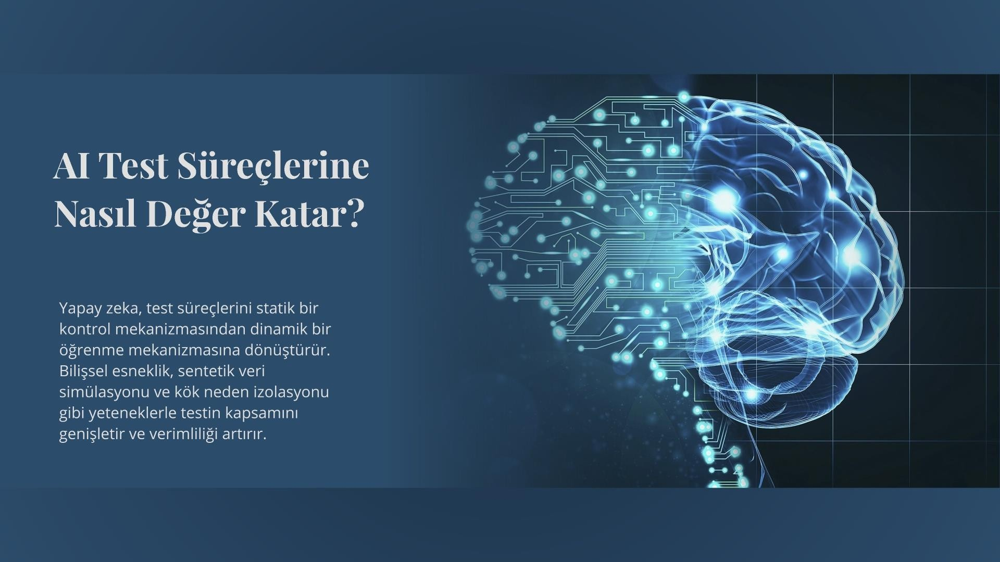 AI Test Süreçlerine
Nasıl Değer Katar?
Yapay zeka, test süreçlerini statik bir
kontrol mekanizmasından dinamik bir
öğrenme mekanizmasına dönüştürür.
Bilişsel esneklik, sentetik veri
simülasyonu ve kök neden izolasyonu
gibi yeteneklerle testin kapsamını
genişletir ve verimliliği artırır.